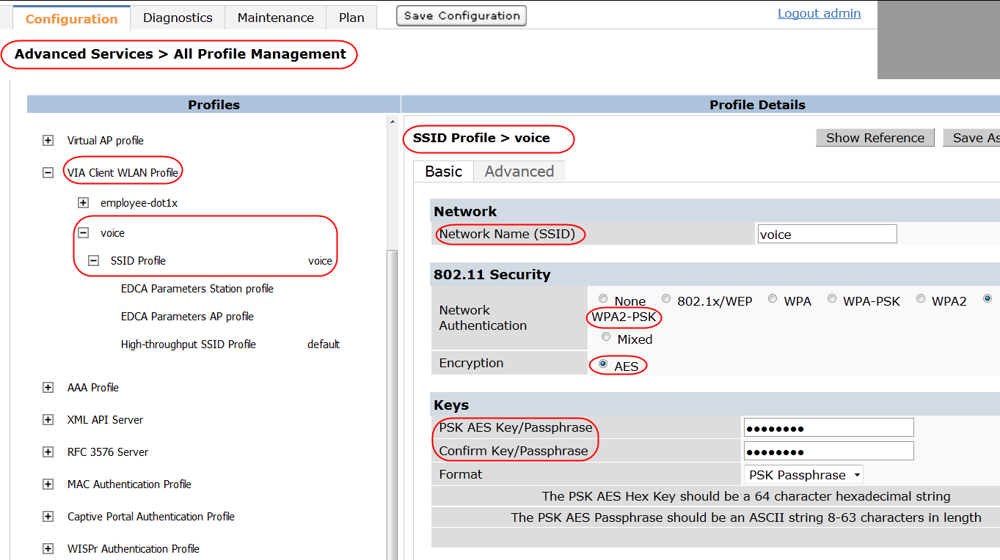 Configuration
Diagnostics
Maintenance
Plan
Save Configuration
Logout admin
Advanced Services > All Profile Management
Profiles
Virtual AP profile
VIA Client WLAN Profile
employee-dot1x
voice
SSID Profile voice
EDCA Parameters Station profile
EDCA Parameters AP profile
High-throughput SSID Profile default
AAA Profile
XML API Server
RFC 3576 Server
MAC Authentication Profile
Captive Portal Authentication Profile
WISPr Authentication Profile
Profile Details
SSID Profile > voice
Show Reference
Save As
Basic
Advanced
Network
Network Name (SSID) voice
802.11 Security
Network
Authentication
None 802.1x/WEP WPA WPA-PSK WPA2
WPA2-PSK
Mixed
Encryption AES
Keys
PSK AES Key/Passphrase ●●●●●●●●
Confirm Key/Passphrase ●●●●●●●●
Format PSK Passphrase
The PSK AES Hex Key should be a 64 character hexadecimal string
The PSK AES Passphrase should be an ASCII string 8-63 characters in length